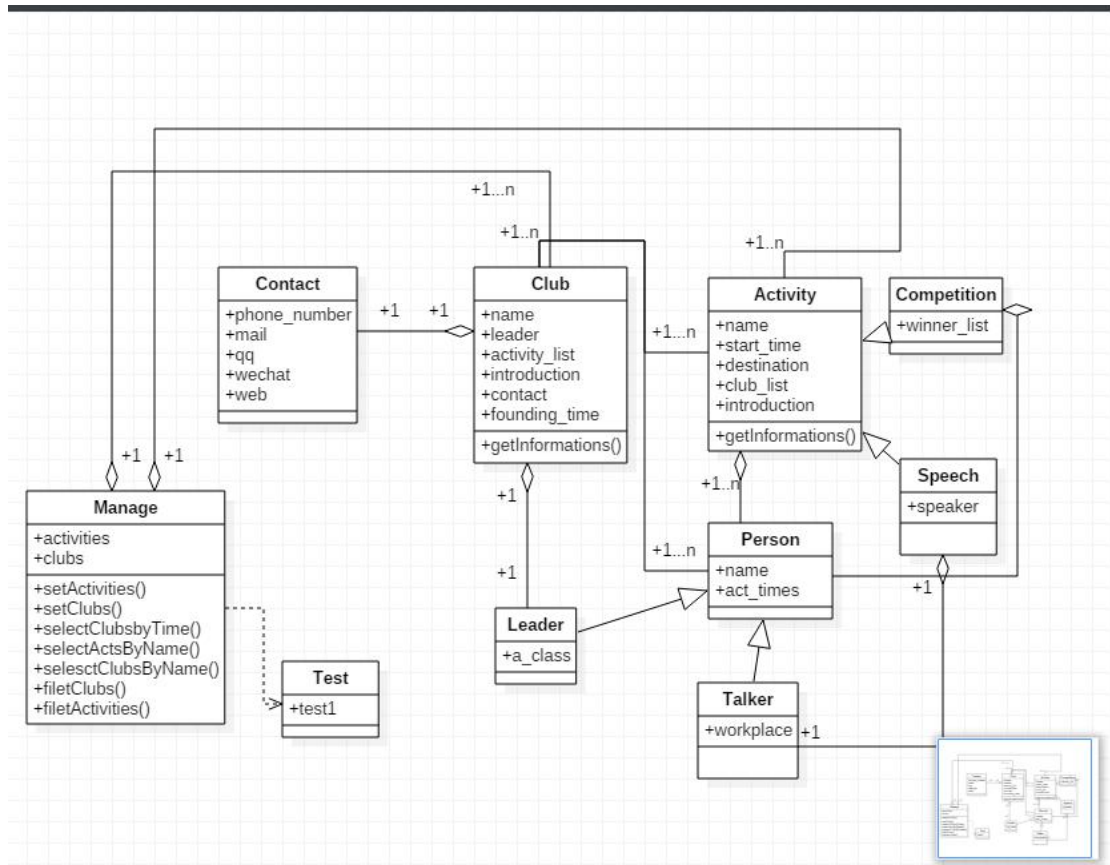 +1...n
+1..n
+1..n
Contact
+phone_number
+mail
+qq
+wechat
+web
+1
+1
Club
+name
+leader
+activity_list
+introduction
+contact
+founding_time
+getInformations()
+1...n
Activity
+name
+start_time
+destination
+club_list
+introduction
+getInformations()
Competition
+winner_list
+1
+1
Manage
+activities
+clubs
+setActivities()
+setClubs()
+selectClubsbyTime()
+selectActsByName()
+selesctClubsByName()
+filetClubs()
+filetActivities()
+1
+1
+1..n
Speech
+speaker
+1
+1...n
Person
+name
+act_times
Leader
+a_class
Test
+test1
Talker
+workplace
+1